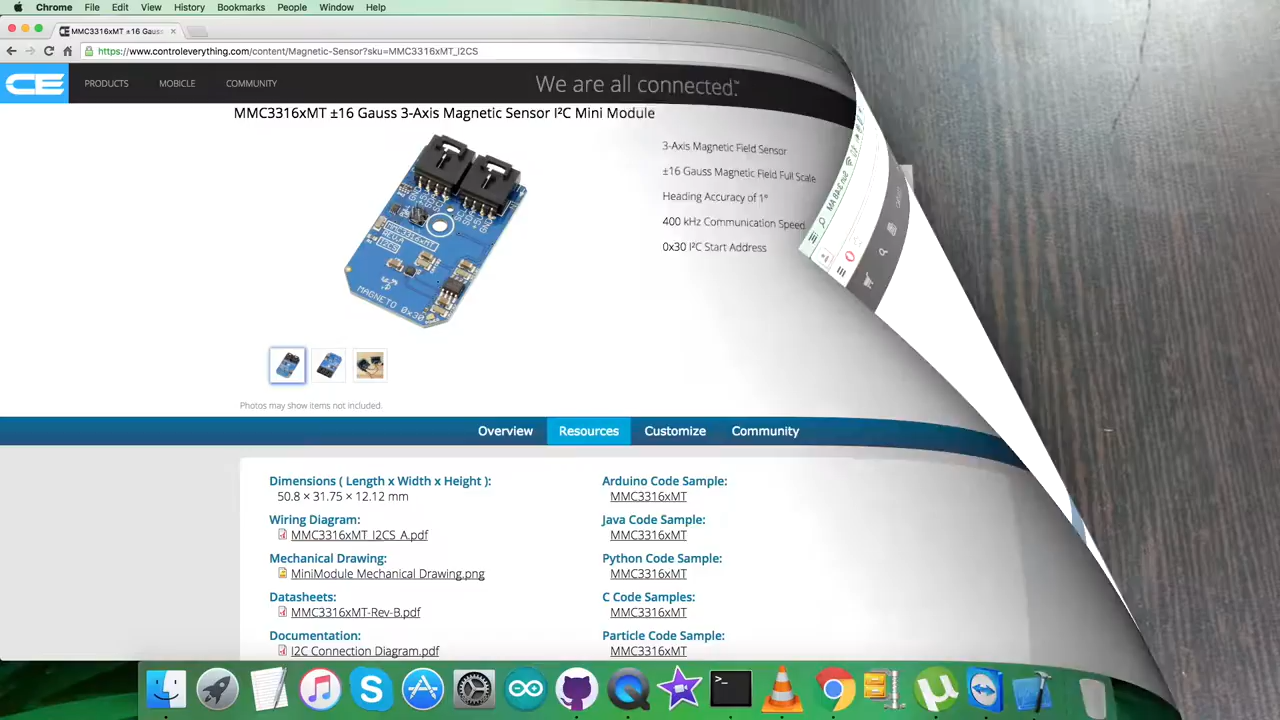 Chrome File Edit View History Bookmarks People Window Help
MMC3316xMT ±16 Gauss
https://www.controleverything.com/content/Magnetic-Sensor?sku=MMC3316xMT_I2CS
CE PRODUCTS MOBICLE COMMUNITY We are all connected.™
MMC3316xMT ±16 Gauss 3-Axis Magnetic Sensor I²C Mini Module
3-Axis Magnetic Field Sensor
±16 Gauss Magnetic Field Full Scale
Heading Accuracy of 1°
400 kHz Communication Speed
0x30 I²C Start Address
MMC3316xMT
REV.A
I2CS
MAGNETO 0x30
Photos may show items not included.
Overview Resources Customize Community
Dimensions ( Length x Width x Height ):
50.8 × 31.75 × 12.12 mm
Wiring Diagram:
MMC3316xMT_I2CS_A.pdf
Mechanical Drawing:
MiniModule Mechanical Drawing.png
Datasheets:
MMC3316xMT-Rev-B.pdf
Documentation:
I2C Connection Diagram.pdf
Arduino Code Sample:
MMC3316xMT
Java Code Sample:
MMC3316xMT
Python Code Sample:
MMC3316xMT
C Code Samples:
MMC3316xMT
Particle Code Sample:
MMC3316xMT